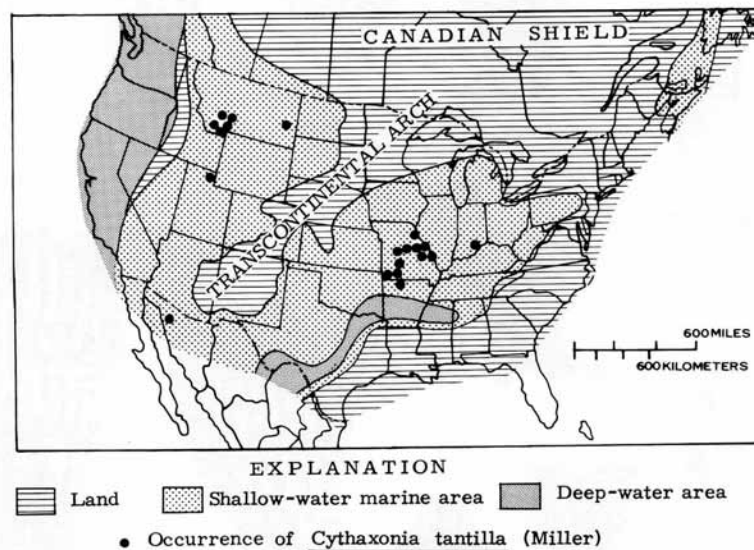 CANADIAN SHIELD
TRANSCONTINENTAL ARCH
600 MILES
600 KILOMETERS
EXPLANATION
Land
Shallow-water marine area
Deep-water area
Occurrence of Cythaxonia tantilla (Miller)